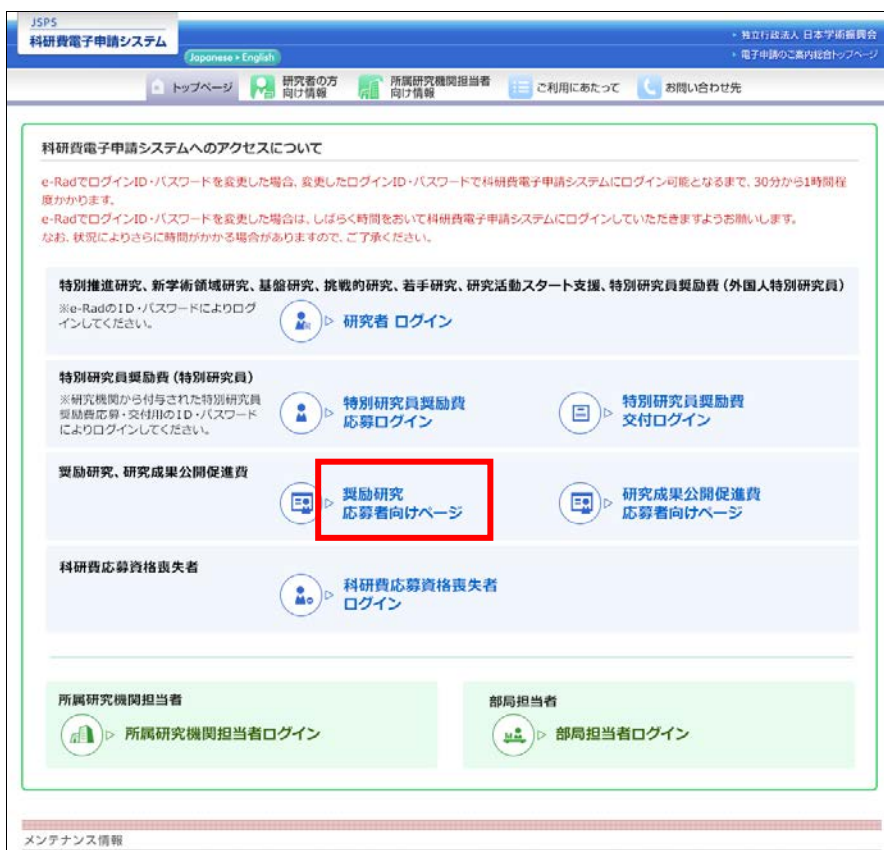 JSPS
科研費電子申請システム
Japanese English
独立行政法人 日本学術振興会
電子申請のご案内総合トップページ
トップページ
研究者の方
向け情報
所属研究機関担当者
向け情報
ご利用にあたって
お問い合わせ先
科研費電子申請システムへのアクセスについて
e-RadでログインID・パスワードを変更した場合、変更したログインID・パスワードで科研費電子申請システムにログイン可能となるまで、30分から1時間程
度かかります。
e-RadでログインID・パスワードを変更した場合は、しばらく時間をおいて科研費電子申請システムにログインしていただきますようお願いします。
なお、状況によりさらに時間がかかる場合がありますので、ご了承ください。
特別推進研究、新学術領域研究、基盤研究、挑戦的研究、若手研究、研究活動スタート支援、特別研究員奨励費（外国人特別研究員）
※e-RadのID・パスワードによりログ
インしてください。
研究者 ログイン
特別研究員奨励費（特別研究員）
※研究機関から付与された特別研究員
奨励費応募・交付用のID・パスワード
によりログインしてください。
特別研究員奨励費
応募ログイン
特別研究員奨励費
交付ログイン
奨励研究、研究成果公開促進費
奨励研究
応募者向けページ
研究成果公開促進費
応募者向けページ
科研費応募資格喪失者
科研費応募資格喪失者
ログイン
所属研究機関担当者
所属研究機関担当者ログイン
部局担当者
部局担当者ログイン
メンテナンス情報